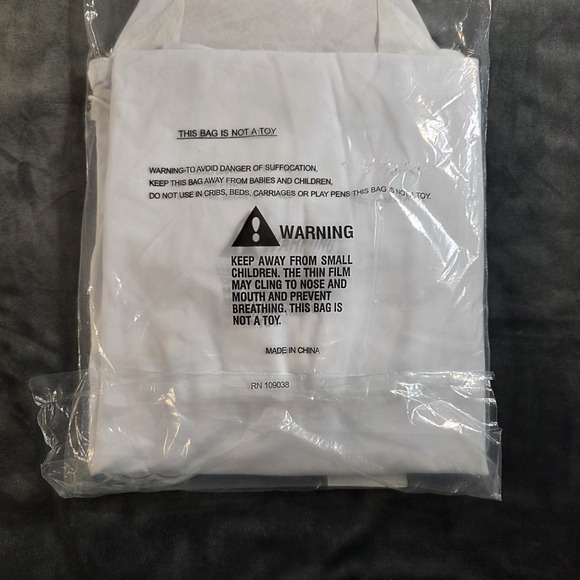 THIS BAG IS NOT A TOY
WARNING:TO AVOID DANGER OF SUFFOCATION,
KEEP THIS BAG AWAY FROM BABIES AND CHILDREN.
DO NOT USE IN CRIBS, BEDS, CARRIAGES OR PLAY PENS THIS BAG IS NOT A TOY.
WARNING
KEEP AWAY FROM SMALL
CHILDREN. THE THIN FILM
MAY CLING TO NOSE AND
MOUTH AND PREVENT
BREATHING. THIS BAG IS
NOT A TOY.
MADE IN CHINA
RN 109038